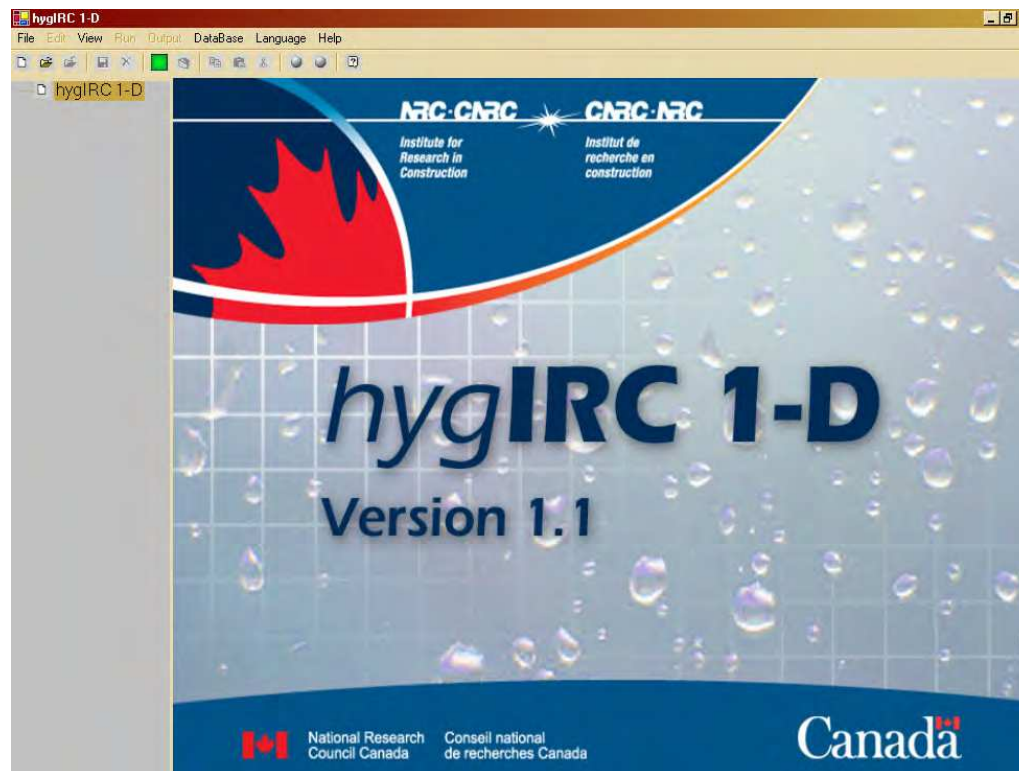 hygIRC 1-D
File Edit View Run Output DataBase Language Help
hygIRC 1-D
NRC·CNRC CNRC·NRC
Institute for
Research in
Construction
Institut de
recherche en
construction
hygIRC 1-D
Version 1.1
National Research
Council Canada
Conseil national
de recherches Canada
Canada